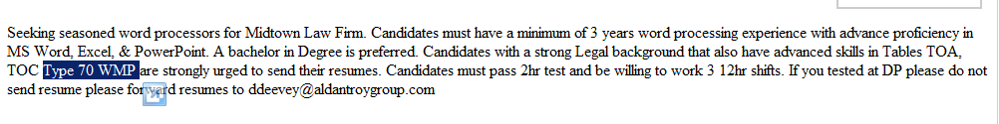 Seeking seasoned word processors for Midtown Law Firm. Candidates must have a minimum of 3 years word processing experience with advance proficiency in
MS Word, Excel, & PowerPoint. A bachelor in Degree is preferred. Candidates with a strong Legal background that also have advanced skills in Tables TOA,
TOC Type 70 WMP are strongly urged to send their resumes. Candidates must pass 2hr test and be willing to work 3 12hr shifts. If you tested at DP please do not
send resume please forward resumes to ddeevey@aldantroygroup.com